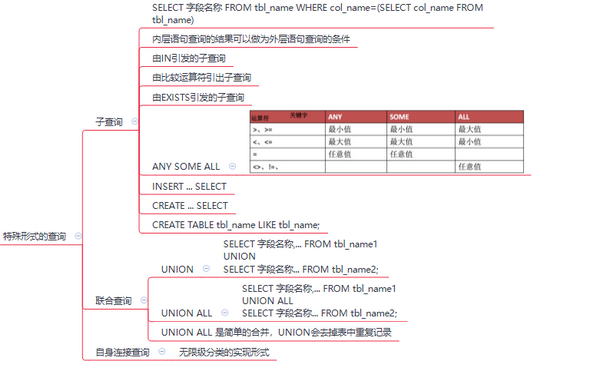 特殊形式的查询
子查询
SELECT 字段名称 FROM tbl_name WHERE col_name=(SELECT col_name FROM
tbl_name)
内层语句查询的结果可以做为外层语句查询的条件
由IN引发的子查询
由比较运算符引出子查询
由EXISTS引发的子查询
ANY SOME ALL
运算符 关键字 ANY SOME ALL
>、>= 最小值 最小值 最大值
<、<= 最大值 最大值 最小值
= 任意值 任意值
<>、!=、 任意值
INSERT ... SELECT
CREATE ... SELECT
CREATE TABLE tbl_name LIKE tbl_name;
联合查询
UNION
SELECT 字段名称,... FROM tbl_name1
UNION
SELECT 字段名称... FROM tbl_name2;
UNION ALL
SELECT 字段名称,... FROM tbl_name1
UNION ALL
SELECT 字段名称... FROM tbl_name2;
UNION ALL 是简单的合并，UNION会去掉表中重复记录
自身连接查询
无限级分类的实现形式